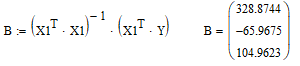 B := (X1ᵀ · X1)⁻¹ · (X1ᵀ · Y) B = (328.8744
-65.9675
104.9623)